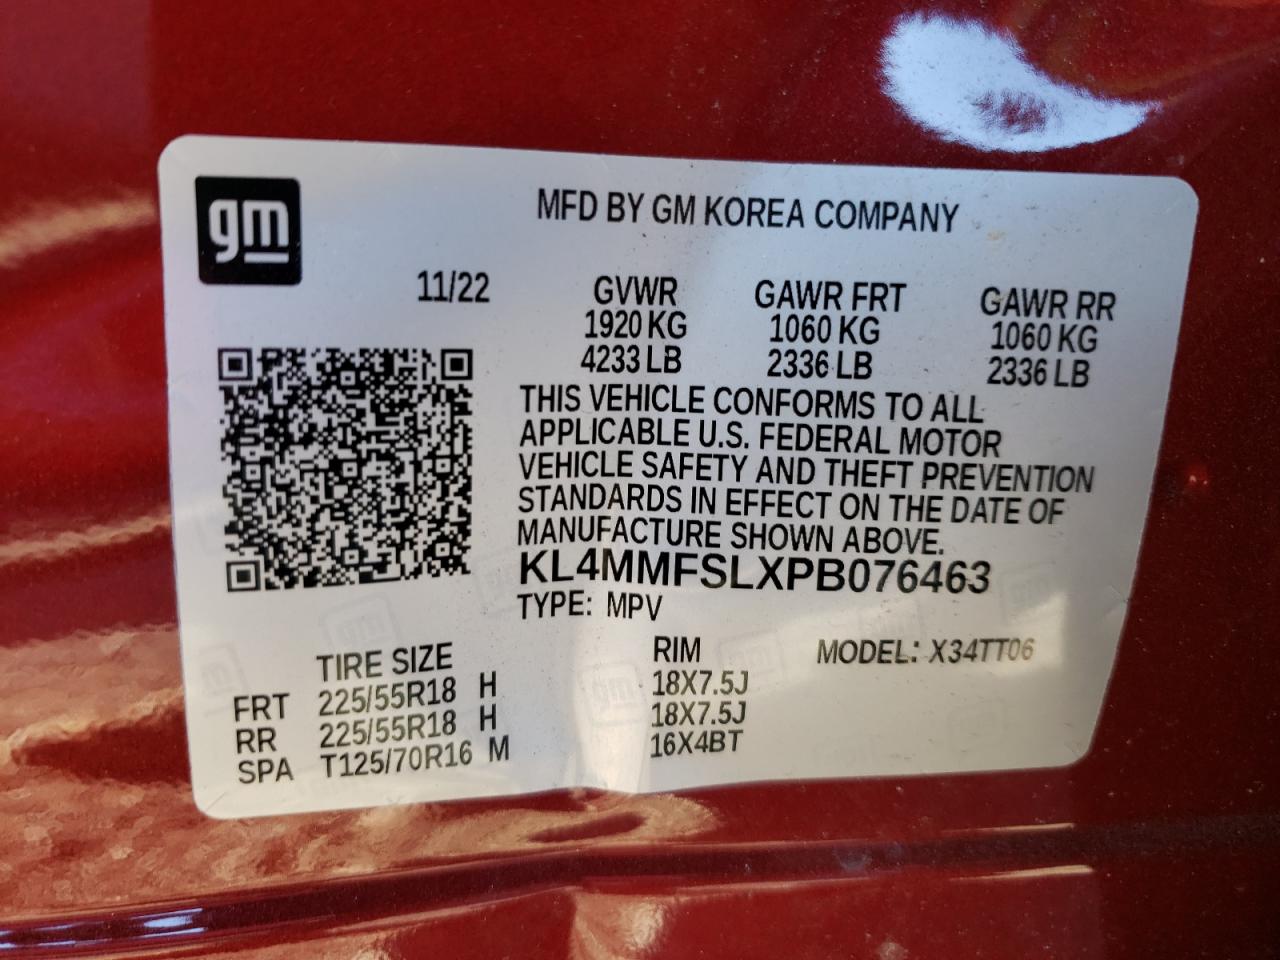 gm
MFD BY GM KOREA COMPANY
11/22 GVWR GAWR FRT GAWR RR
1920 KG 1060 KG 1060 KG
4233 LB 2336 LB 2336 LB
THIS VEHICLE CONFORMS TO ALL
APPLICABLE U.S. FEDERAL MOTOR
VEHICLE SAFETY AND THEFT PREVENTION
STANDARDS IN EFFECT ON THE DATE OF
MANUFACTURE SHOWN ABOVE.
KL4MMFSLXPB076463
TYPE: MPV
TIRE SIZE RIM MODEL: X34TT06
FRT 225/55R18 H 18X7.5J
RR 225/55R18 H 18X7.5J
SPA T125/70R16 M 16X4BT